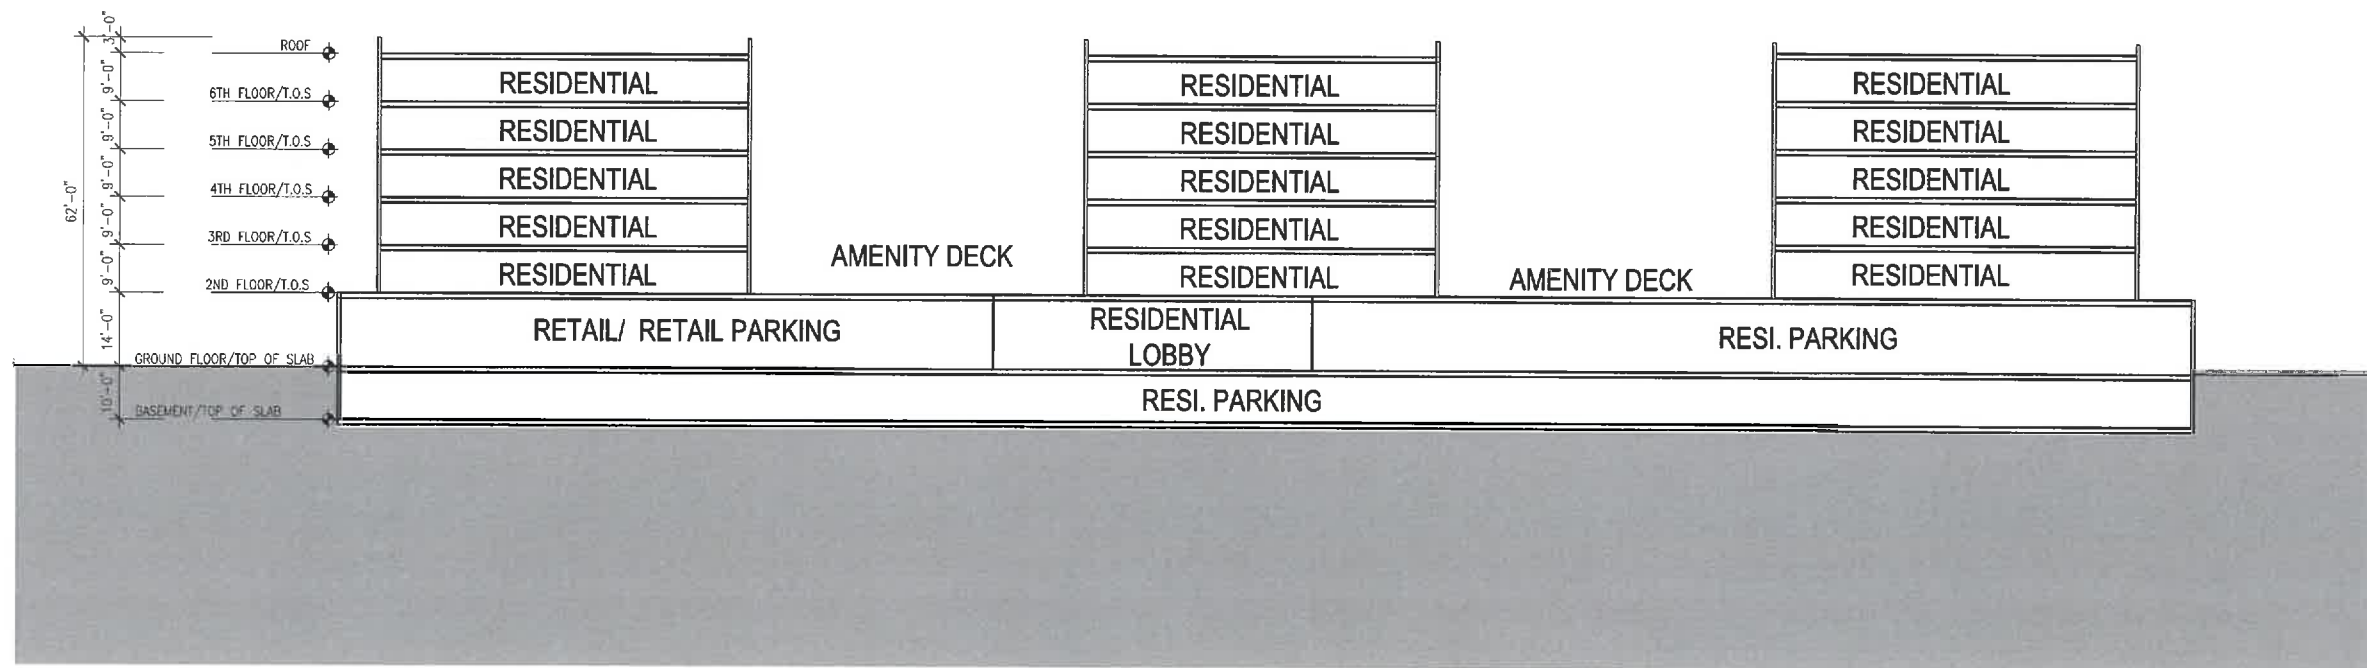 3'-0"
ROOF
9'-0"
RESIDENTIAL
RESIDENTIAL
RESIDENTIAL
6TH FLOOR/T.O.S
9'-0"
RESIDENTIAL
RESIDENTIAL
RESIDENTIAL
5TH FLOOR/T.O.S
9'-0"
RESIDENTIAL
RESIDENTIAL
RESIDENTIAL
4TH FLOOR/T.O.S
62'-0"
9'-0"
RESIDENTIAL
RESIDENTIAL
RESIDENTIAL
3RD FLOOR/T.O.S
9'-0"
RESIDENTIAL
AMENITY DECK
RESIDENTIAL
AMENITY DECK
RESIDENTIAL
2ND FLOOR/T.O.S
14'-0"
RETAIL/ RETAIL PARKING
RESIDENTIAL
LOBBY
RESI. PARKING
GROUND FLOOR/TOP OF SLAB
10'-0"
RESI. PARKING
BASEMENT/TOP OF SLAB